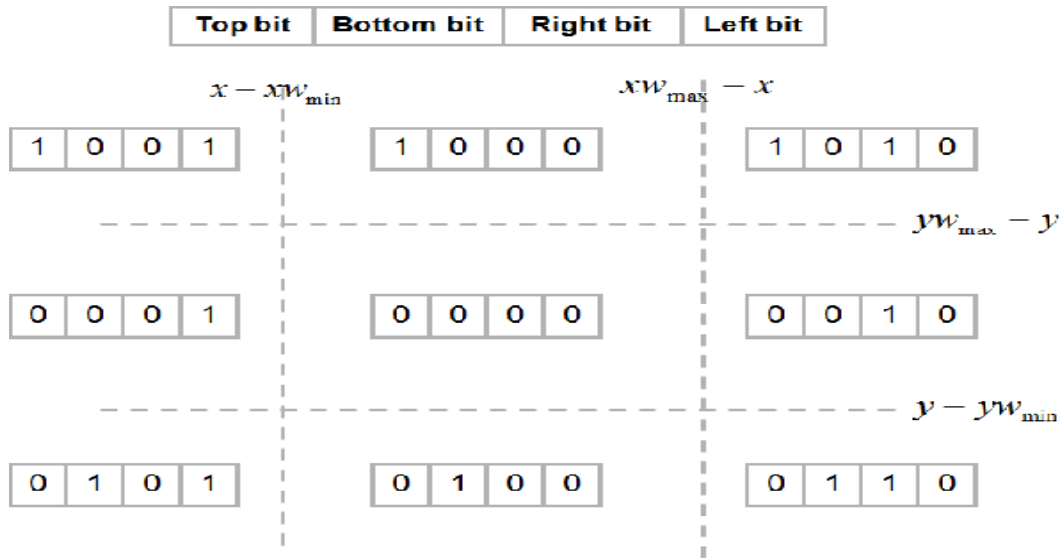 Top bit Bottom bit Right bit Left bit
x − xw_min xw_max − x
1 0 0 1 1 0 0 0 1 0 1 0
yw_max − y
0 0 0 1 0 0 0 0 0 0 1 0
y − yw_min
0 1 0 1 0 1 0 0 0 1 1 0